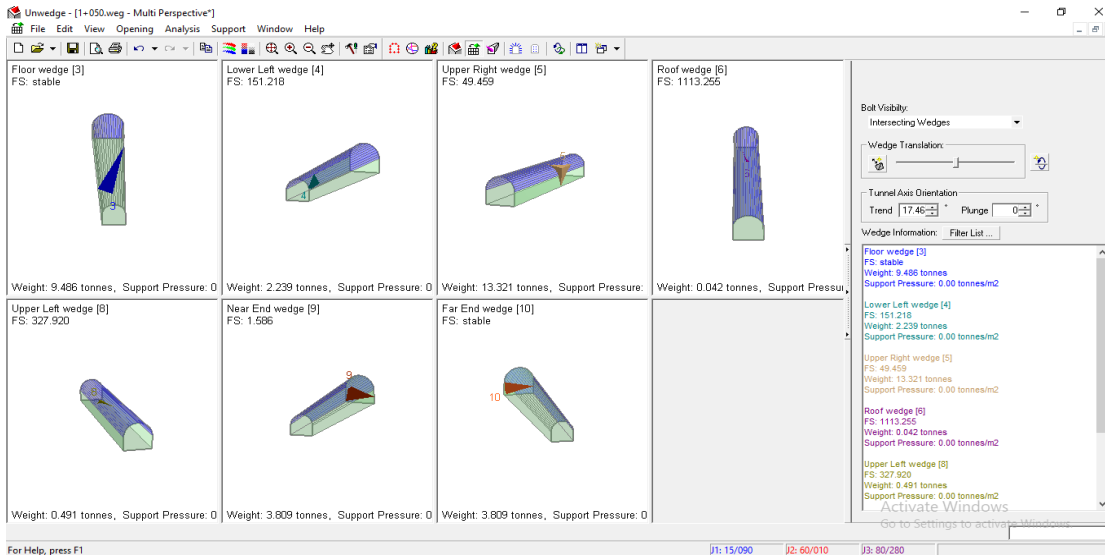 Unwedge - [1+050.weg - Multi Perspective*]
File Edit View Opening Analysis Support Window Help
Floor wedge [3]
FS: stable
3
Weight: 9.486 tonnes, Support Pressure: 0
Lower Left wedge [4]
FS: 151.218
4
Weight: 2.239 tonnes, Support Pressure: 0
Upper Right wedge [5]
FS: 49.459
5
Weight: 13.321 tonnes, Support Pressure:
Roof wedge [6]
FS: 1113.255
Weight: 0.042 tonnes, Support Pressu
Upper Left wedge [8]
FS: 327.920
8
Weight: 0.491 tonnes, Support Pressure: 0
Near End wedge [9]
FS: 1.586
9
Weight: 3.809 tonnes, Support Pressure: 0
Far End wedge [10]
FS: stable
10
Weight: 3.809 tonnes, Support Pressure: 0
Bolt Visibilty:
Intersecting Wedges
Wedge Translation:
Tunnel Axis Orientation
Trend 17.46 ° Plunge 0 °
Wedge Information: Filter List ...
Floor wedge [3]
FS: stable
Weight: 9.486 tonnes
Support Pressure: 0.00 tonnes/m2
Lower Left wedge [4]
FS: 151.218
Weight: 2.239 tonnes
Support Pressure: 0.00 tonnes/m2
Upper Right wedge [5]
FS: 49.459
Weight: 13.321 tonnes
Support Pressure: 0.00 tonnes/m2
Roof wedge [6]
FS: 1113.255
Weight: 0.042 tonnes
Support Pressure: 0.00 tonnes/m2
Upper Left wedge [8]
FS: 327.920
Weight: 0.491 tonnes
Support Pressure: 0.00 tonnes/m2
Activate Windows
Go to Settings to activate Windows.
For Help, press F1
J1: 15/090
J2: 60/010
J3: 80/280